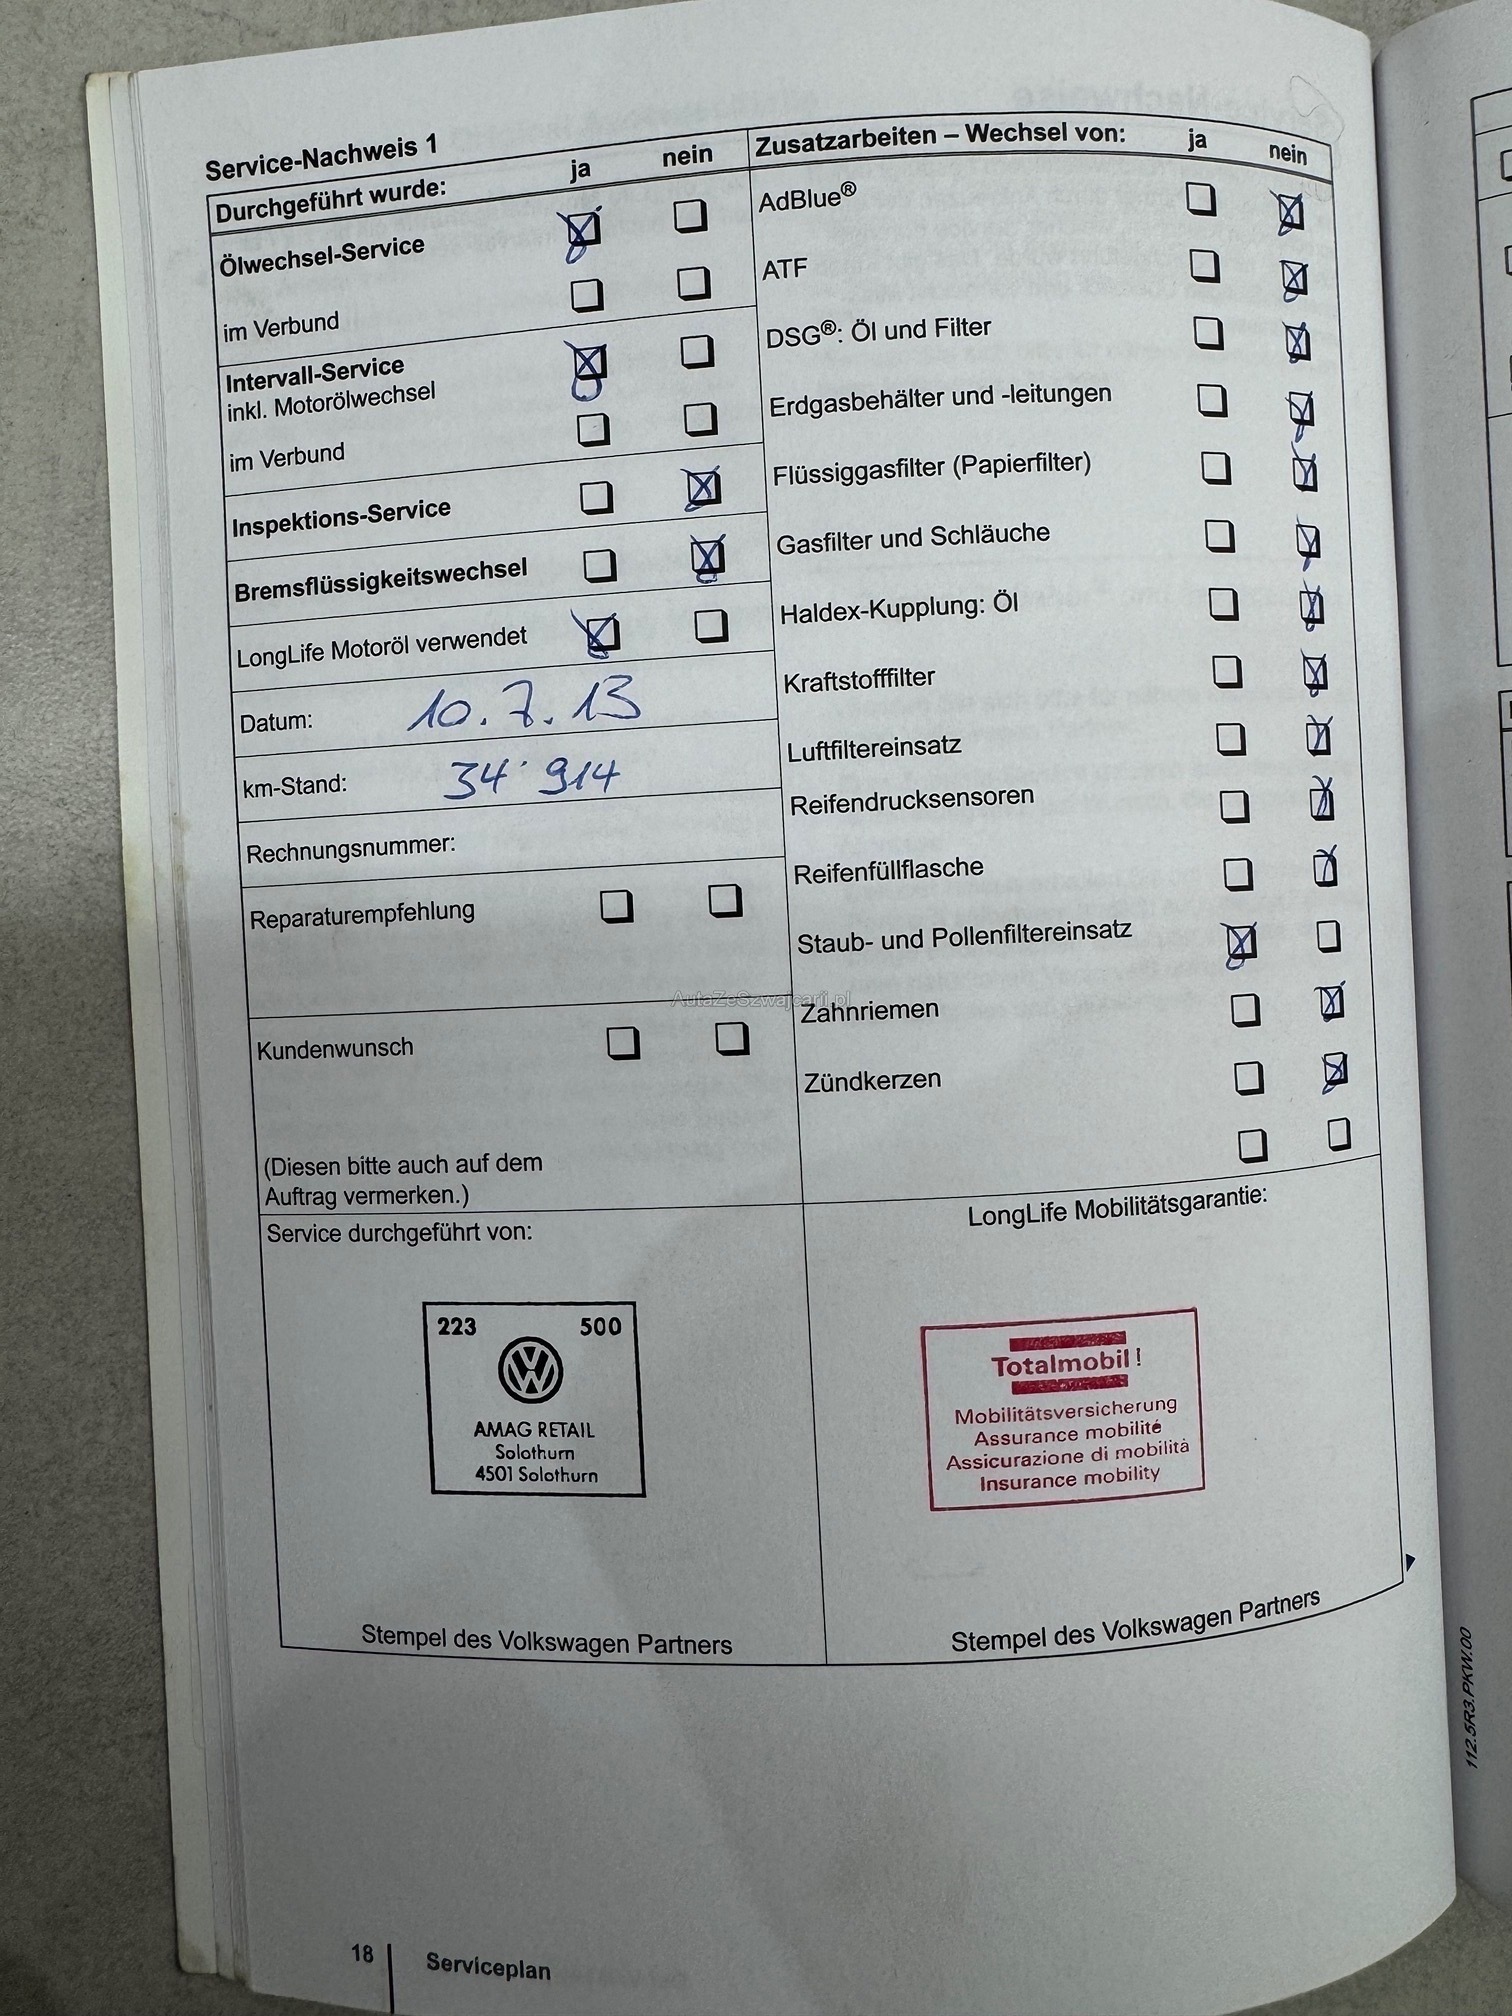 Service-Nachweis 1
Durchgeführt wurde: ja nein
Ölwechsel-Service
im Verbund
Intervall-Service
inkl. Motorölwechsel
im Verbund
Inspektions-Service
Bremsflüssigkeitswechsel
LongLife Motoröl verwendet
Datum: 10.7.13
km-Stand: 34'914
Rechnungsnummer:
Reparaturempfehlung
Kundenwunsch
(Diesen bitte auch auf dem
Auftrag vermerken.)
Zusatzarbeiten – Wechsel von: ja nein
AdBlue®
ATF
DSG®: Öl und Filter
Erdgasbehälter und -leitungen
Flüssiggasfilter (Papierfilter)
Gasfilter und Schläuche
Haldex-Kupplung: Öl
Kraftstofffilter
Luftfiltereinsatz
Reifendrucksensoren
Reifenfüllflasche
Staub- und Pollenfiltereinsatz
Zahnriemen
Zündkerzen
AutaZeSzwajcarii.pl
Service durchgeführt von:
223 500
AMAG RETAIL
Solothurn
4501 Solothurn
Stempel des Volkswagen Partners
LongLife Mobilitätsgarantie:
Totalmobil!
Mobilitätsversicherung
Assurance mobilité
Assicurazione di mobilità
Insurance mobility
Stempel des Volkswagen Partners
112.5R3.PKW.00
18 Serviceplan